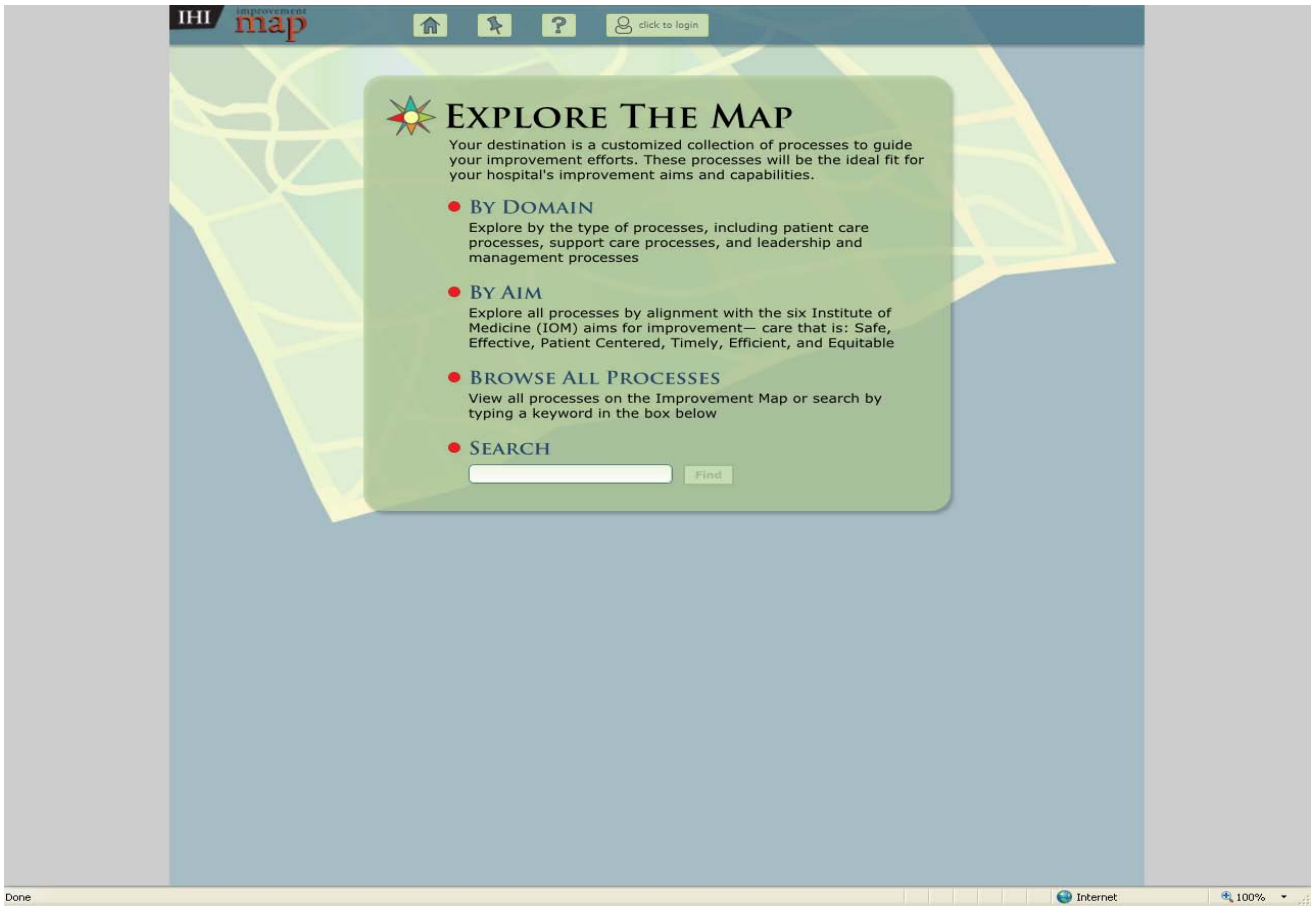 IHI improvement
map
?
click to login
EXPLORE THE MAP
Your destination is a customized collection of processes to guide
your improvement efforts. These processes will be the ideal fit for
your hospital's improvement aims and capabilities.
BY DOMAIN
Explore by the type of processes, including patient care
processes, support care processes, and leadership and
management processes
BY AIM
Explore all processes by alignment with the six Institute of
Medicine (IOM) aims for improvement— care that is: Safe,
Effective, Patient Centered, Timely, Efficient, and Equitable
BROWSE ALL PROCESSES
View all processes on the Improvement Map or search by
typing a keyword in the box below
SEARCH
Find
Done Internet 100%